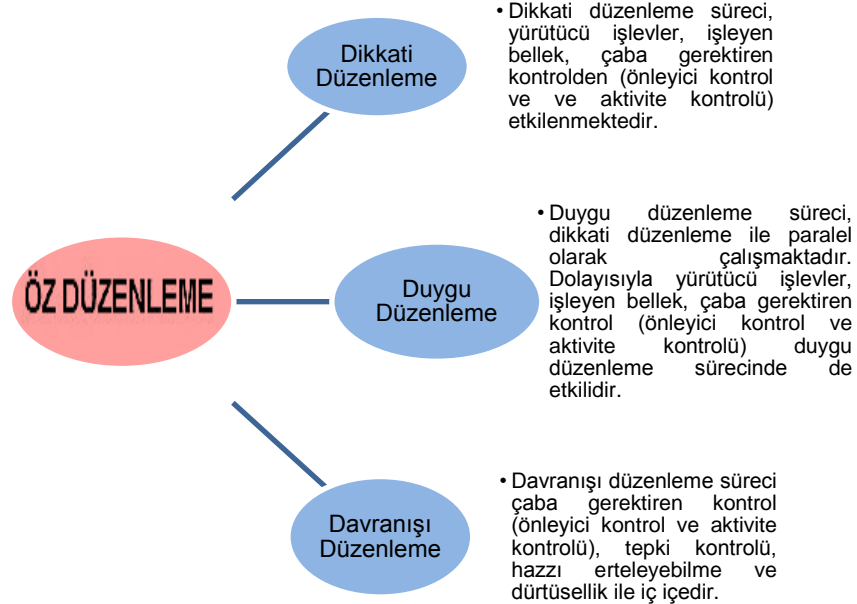 Dikkati
Düzenleme
• Dikkati düzenleme süreci,
yürütücü işlevler, işleyen
bellek, çaba gerektiren
kontrolden (önleyici kontrol
ve ve aktivite kontrolü)
etkilenmektedir.
ÖZ DÜZENLEME
Duygu
Düzenleme
• Duygu düzenleme süreci,
dikkati düzenleme ile paralel
olarak çalışmaktadır.
Dolayısıyla yürütücü işlevler,
işleyen bellek, çaba gerektiren
kontrol (önleyici kontrol ve
aktivite kontrolü) duygu
düzenleme sürecinde de
etkilidir.
Davranışı
Düzenleme
• Davranışı düzenleme süreci
çaba gerektiren kontrol
(önleyici kontrol ve aktivite
kontrolü), tepki kontrolü,
hazzı erteleyebilme ve
dürtüsellik ile iç içedir.